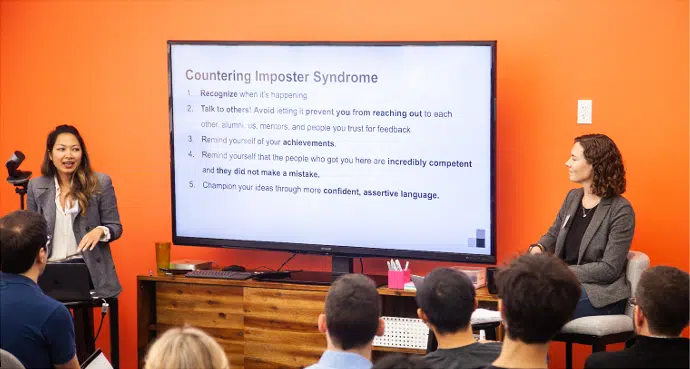 Countering Imposter Syndrome
1. Recognize when it's happening
2. Talk to others! Avoid letting it prevent you from reaching out to each
other, alumni, us, mentors, and people you trust for feedback
3. Remind yourself of your achievements.
4. Remind yourself that the people who got you here are incredibly competent
and they did not make a mistake.
5. Champion your ideas through more confident, assertive language.